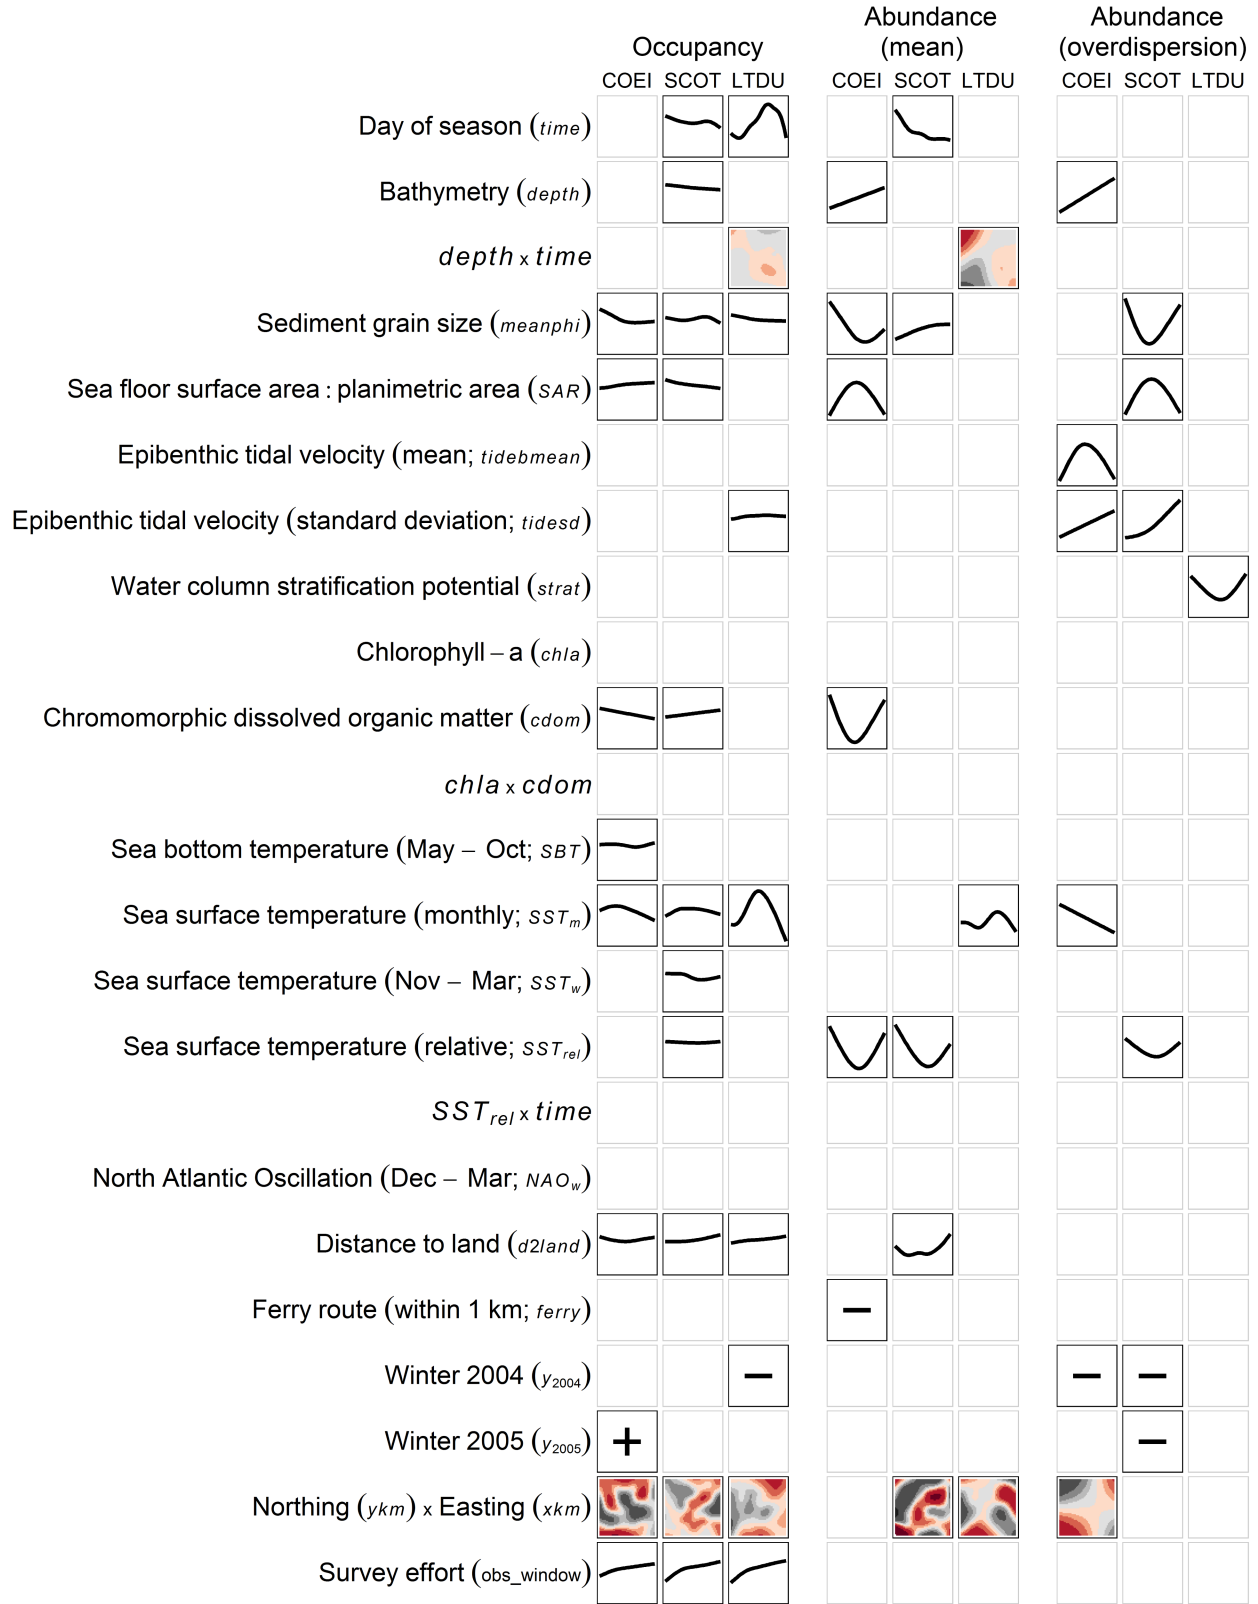 Occupancy
Abundance
(mean)
Abundance
(overdispersion)
COEI SCOT LTDU COEI SCOT LTDU COEI SCOT LTDU
Day of season (time)
Bathymetry (depth)
depth x time
Sediment grain size (meanphi)
Sea floor surface area : planimetric area (SAR)
Epibenthic tidal velocity (mean; tidebmean)
Epibenthic tidal velocity (standard deviation; tidesd)
Water column stratification potential (strat)
Chlorophyll – a (chla)
Chromomorphic dissolved organic matter (cdom)
chla x cdom
Sea bottom temperature (May – Oct; SBT)
Sea surface temperature (monthly; SSTm)
Sea surface temperature (Nov – Mar; SSTw)
Sea surface temperature (relative; SSTrel)
SSTrel x time
North Atlantic Oscillation (Dec – Mar; NAOw)
Distance to land (d2land)
Ferry route (within 1 km; ferry) –
Winter 2004 (y2004) – – –
Winter 2005 (y2005) + –
Northing (ykm) x Easting (xkm)
Survey effort (obs_window)